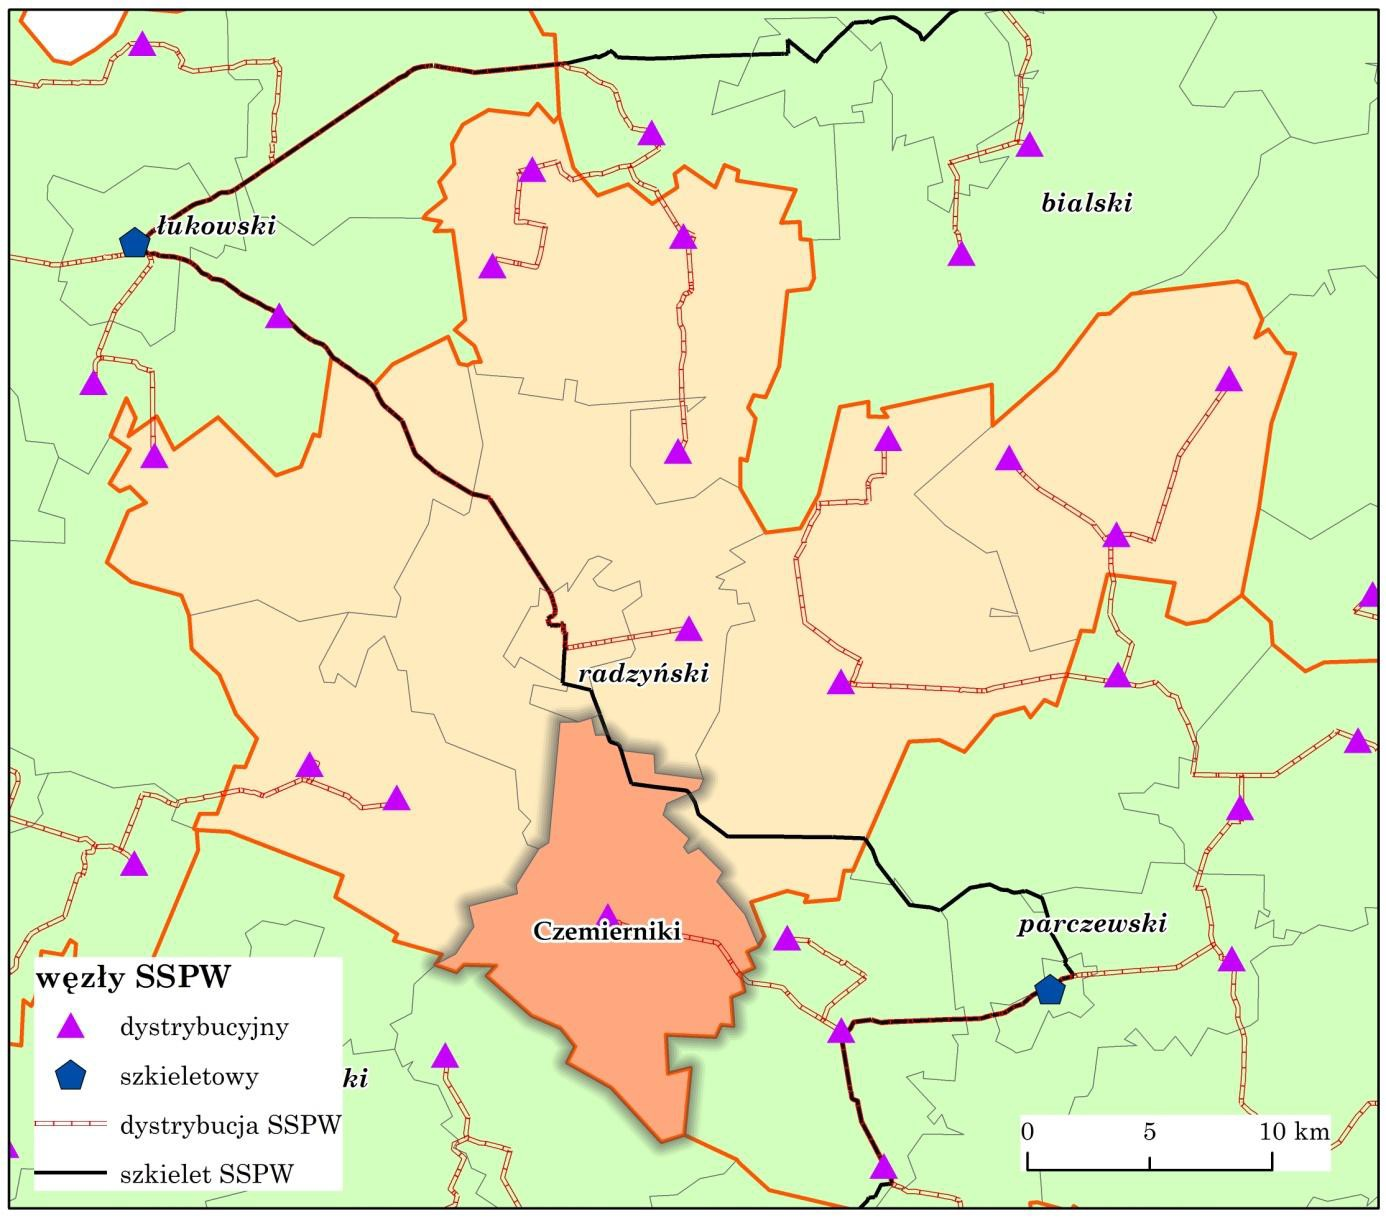 łukowski
bialski
radzyński
Czemierniki
parczewski
węzły SSPW
dystrybucyjny
szkieletowy
ki
dystrybucja SSPW
szkielet SSPW
0 5 10 km